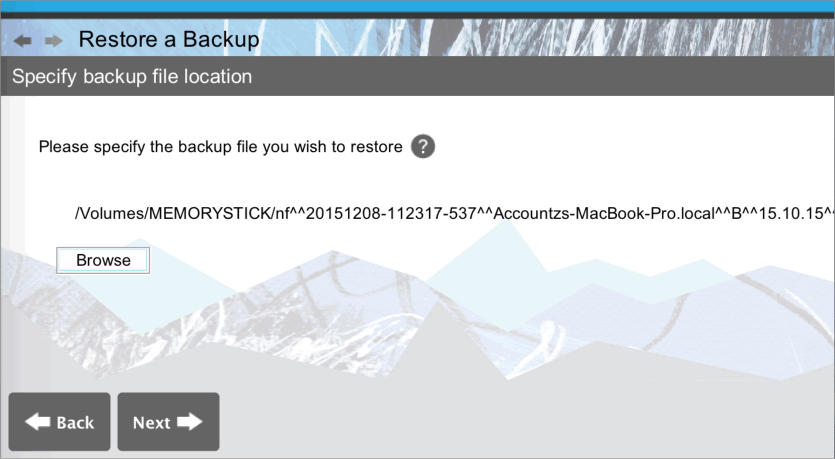 Restore a Backup
Specify backup file location
Please specify the backup file you wish to restore ?
/Volumes/MEMORYSTICK/nf^^20151208-112317-537^^Accountzs-MacBook-Pro.local^^B^^15.10.15^^
Browse
Back
Next